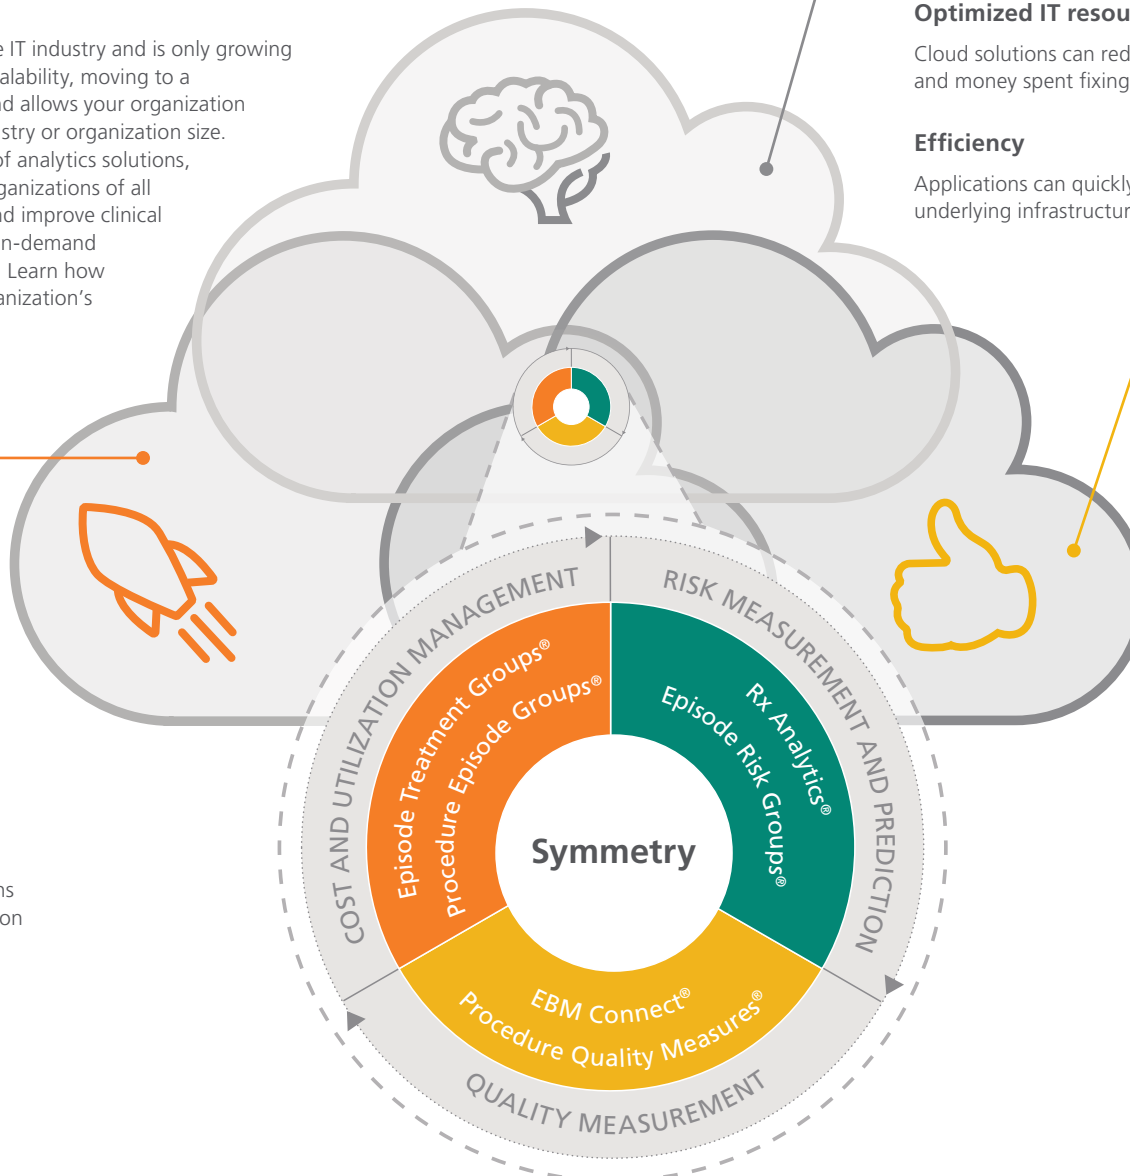 IT industry and is only growing
calability, moving to a
allows your organization
stry or organization size.
of analytics solutions,
ganizations of all
improve clinical
n-demand
Learn how
anization's
Optimized IT resou
Cloud solutions can red
and money spent fixing
Efficiency
Applications can quickly
underlying infrastructur
ns
on
COST AND UTILIZATION MANAGEMENT
Episode Treatment Groups®
Procedure Episode Groups®
RISK MEASUREMENT AND PREDICTION
Rx Analytics®
Episode Risk Groups®
Symmetry
EBM Connect®
Procedure Quality Measures®
QUALITY MEASUREMENT